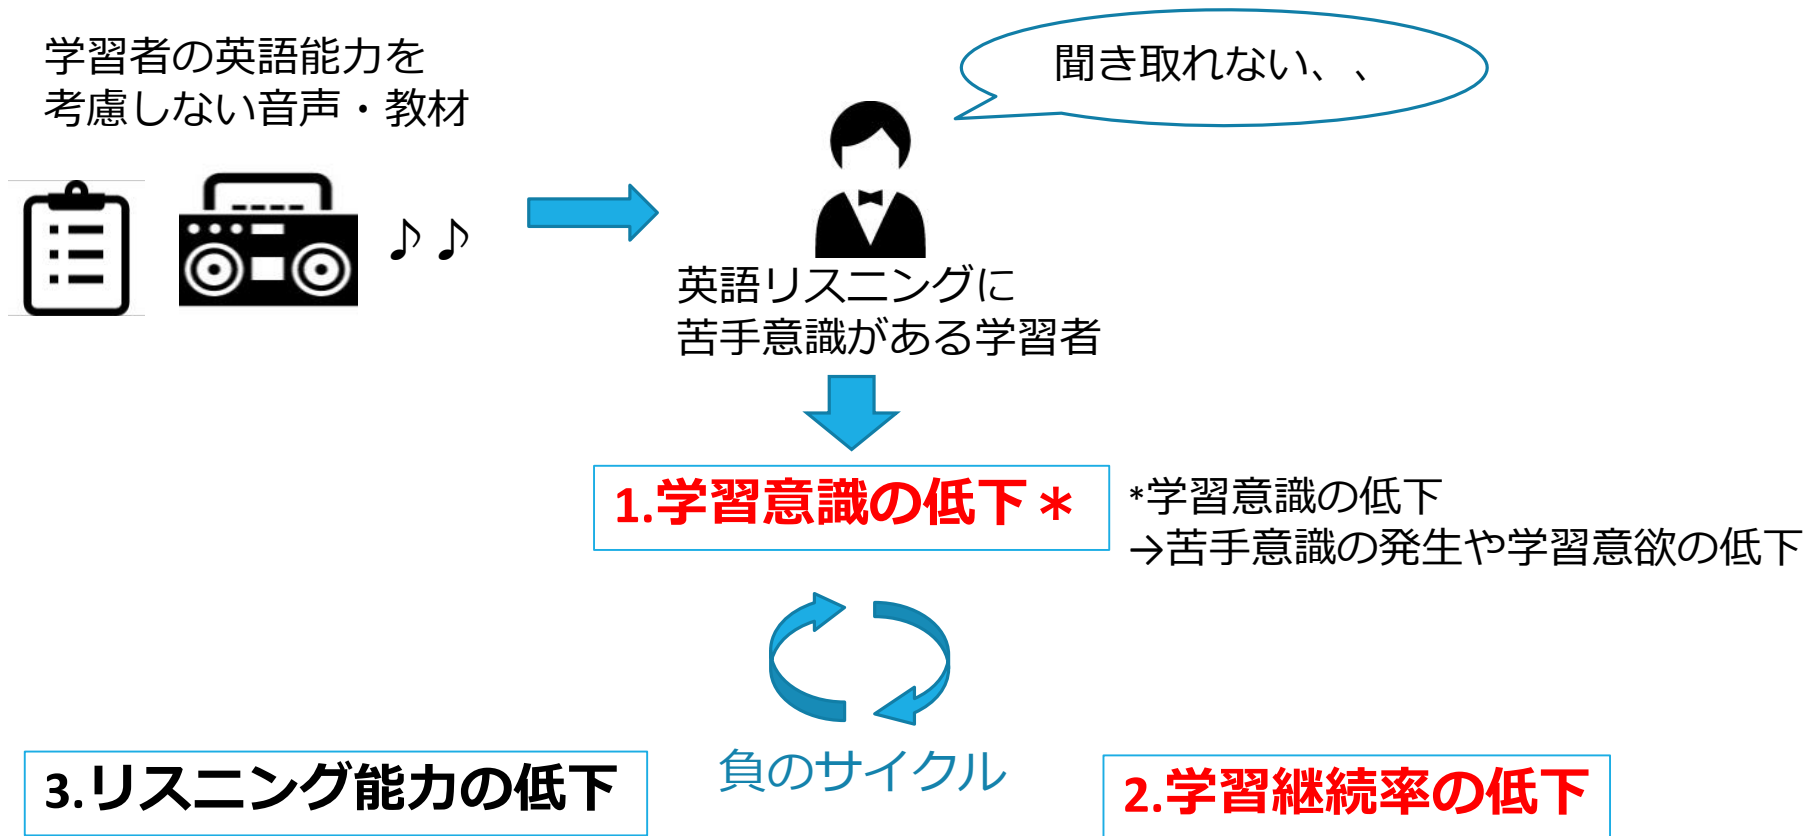 学習者の英語能力を
考慮しない音声・教材
聞き取れない、、
♪♪
英語リスニングに
苦手意識がある学習者
1.学習意識の低下＊
*学習意識の低下
→苦手意識の発生や学習意欲の低下
負のサイクル
3.リスニング能力の低下
2.学習継続率の低下